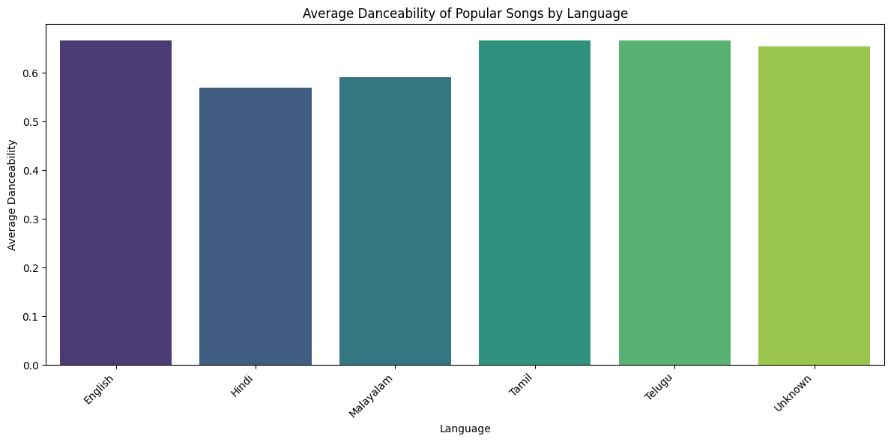 Average Danceability of Popular Songs by Language
Average Danceability
0.6
0.5
0.4
0.3
0.2
0.1
0.0
English
Hindi
Malayalam
Tamil
Telugu
Unknown
Language